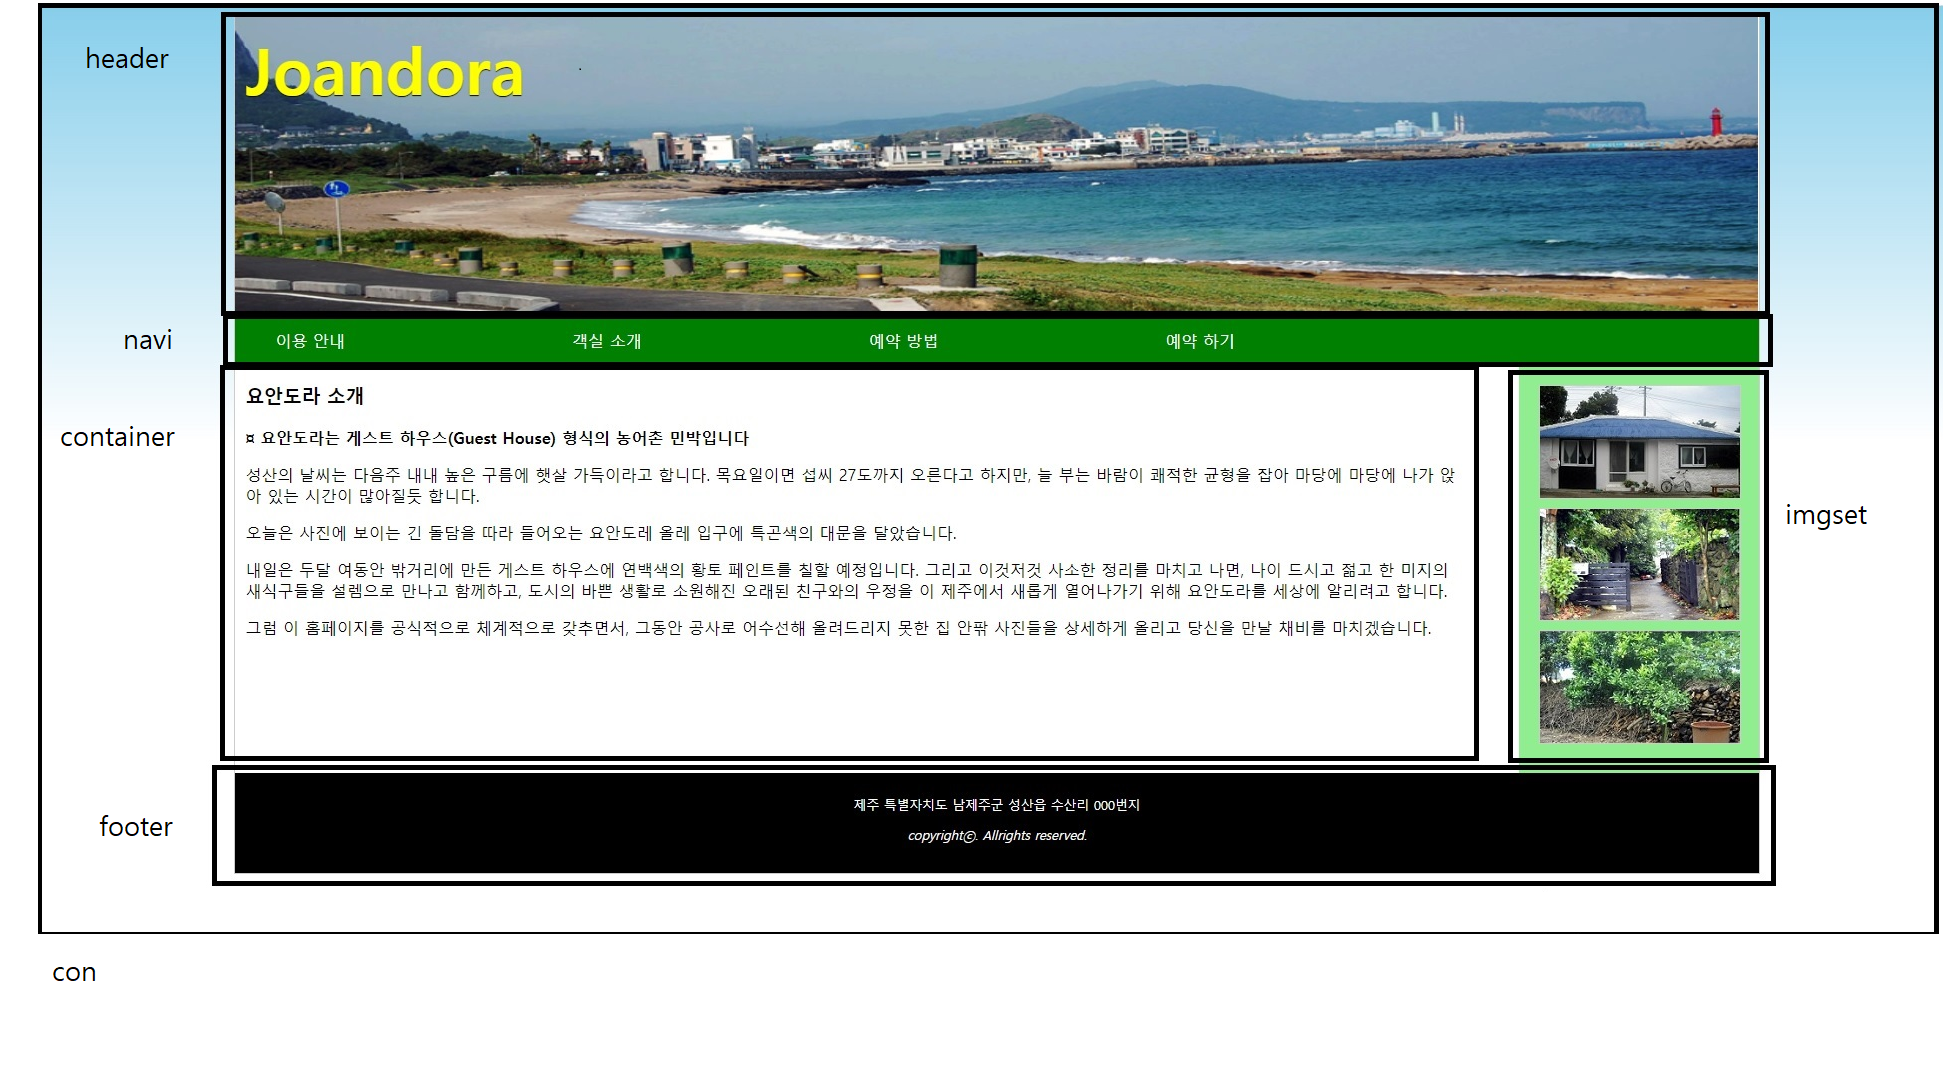 header
Joandora
navi
이용 안내
객실 소개
예약 방법
예약 하기
container
요안도라 소개
¤ 요안도라는 게스트 하우스(Guest House) 형식의 농어촌 민박입니다
성산의 날씨는 다음주 내내 높은 구름에 햇살 가득이라고 합니다. 목요일이면 섭씨 27도까지 오른다고 하지만, 늘 부는 바람이 쾌적한 균형을 잡아 마당에 마당에 나가 앉
아 있는 시간이 많아질듯 합니다.
오늘은 사진에 보이는 긴 돌담을 따라 들어오는 요안도레 올레 입구에 특곤색의 대문을 달았습니다.
내일은 두달 여동안 밖거리에 만든 게스트 하우스에 연백색의 황토 페인트를 칠할 예정입니다. 그리고 이것저것 사소한 정리를 마치고 나면, 나이 드시고 젊고 한 미지의
새식구들을 설렘으로 만나고 함께하고, 도시의 바쁜 생활로 소원해진 오래된 친구와의 우정을 이 제주에서 새롭게 열어나가기 위해 요안도라를 세상에 알리려고 합니다.
그럼 이 홈페이지를 공식적으로 체계적으로 갖추면서, 그동안 공사로 어수선해 올려드리지 못한 집 안팎 사진들을 상세하게 올리고 당신을 만날 채비를 마치겠습니다.
imgset
footer
제주 특별자치도 남제주군 성산읍 수산리 000번지
copyrightⓒ. Allrights reserved.
con